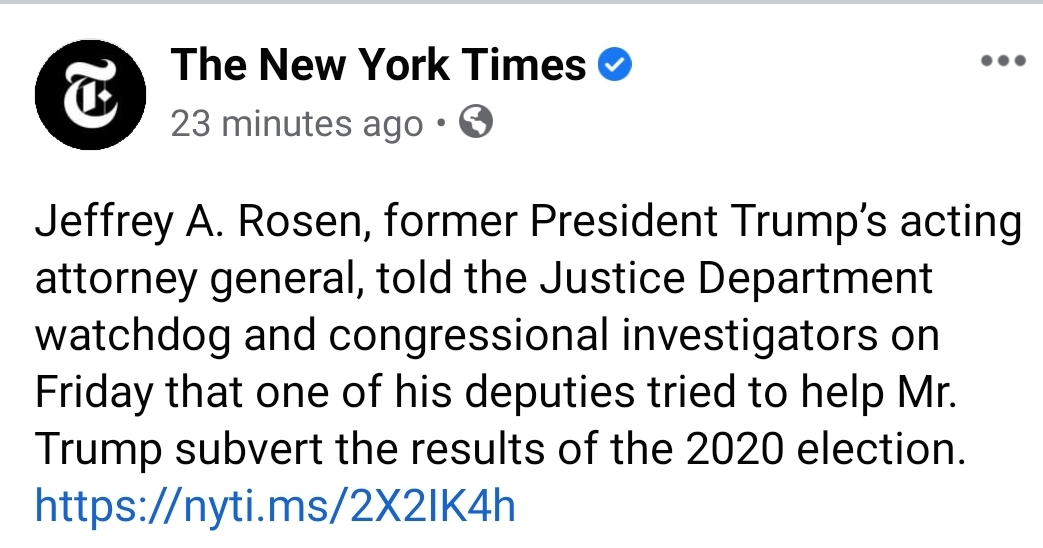 The New York Times
23 minutes ago •
Jeffrey A. Rosen, former President Trump’s acting
attorney general, told the Justice Department
watchdog and congressional investigators on
Friday that one of his deputies tried to help Mr.
Trump subvert the results of the 2020 election.
https://nyti.ms/2X2IK4h